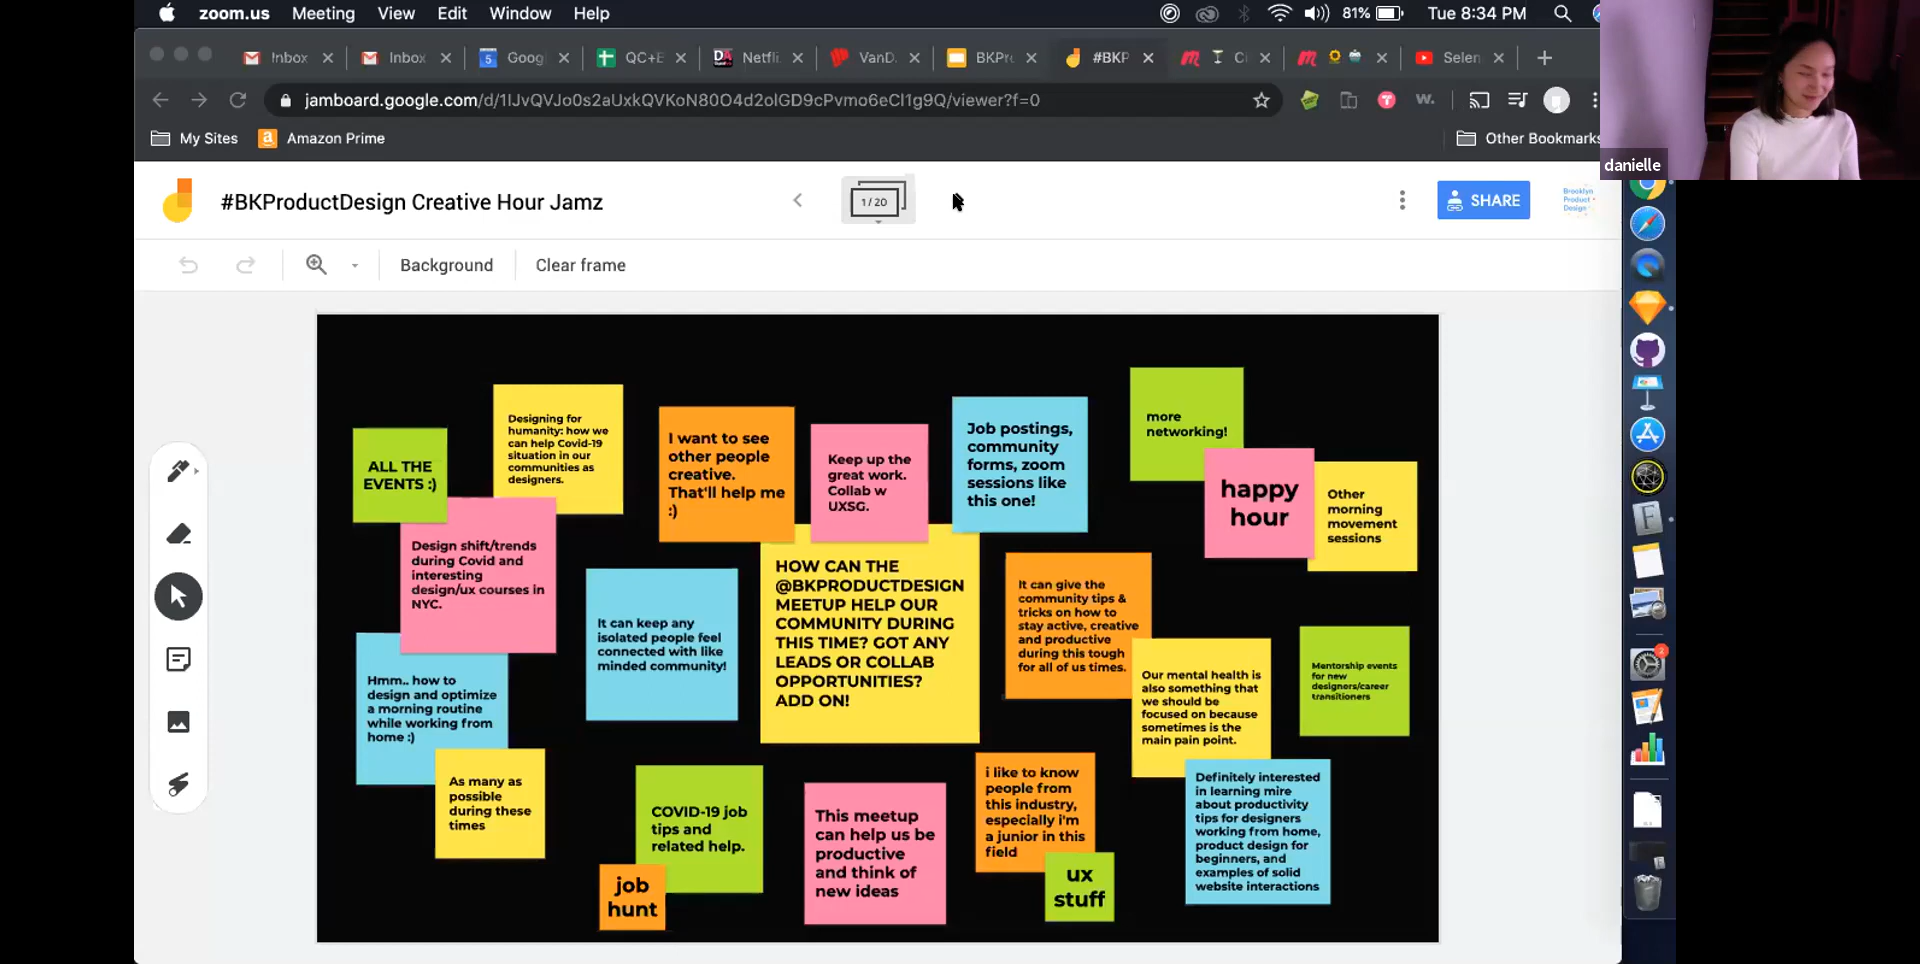 zoom.us Meeting View Edit Window Help
81% Tue 8:34 PM
danielle
Inbox
Inbox
Goog
QC+E
Netfli
VanD.
BKPr
#BKP
Selen
jamboard.google.com/d/1IJvQVJo0s2aUxkQVKoN80O4d2olGD9cPvmo6eCI1g9Q/viewer?f=0
My Sites
Amazon Prime
Other Bookmarks
#BKProductDesign Creative Hour Jamz
1 / 20
SHARE
Brooklyn
Product
Design
Background
Clear frame
ALL THE
EVENTS :)
Designing for
humanity: how we
can help Covid-19
situation in our
communities as
designers.
I want to see
other people
creative.
That'll help me
:)
Keep up the
great work.
Collab w
UXSG.
Job postings,
community
forms, zoom
sessions like
this one!
more
networking!
happy
hour
Other
morning
movement
sessions
Design shift/trends
during Covid and
interesting
design/ux courses in
NYC.
It can keep any
isolated people feel
connected with like
minded community!
HOW CAN THE
@BKPRODUCTDESIGN
MEETUP HELP OUR
COMMUNITY DURING
THIS TIME? GOT ANY
LEADS OR COLLAB
OPPORTUNITIES?
ADD ON!
It can give the
community tips &
tricks on how to
stay active, creative
and productive
during this tough
for all of us times.
Our mental health is
also something that
we should be
focused on because
sometimes is the
main pain point.
Mentorship events
for new
designers/career
transitioners
Hmm.. how to
design and optimize
a morning routine
while working from
home :)
As many as
possible
during these
times
COVID-19 job
tips and
related help.
job
hunt
This meetup
can help us be
productive
and think of
new ideas
i like to know
people from
this industry,
especially i'm
a junior in this
field
ux
stuff
Definitely interested
in learning mire
about productivity
tips for designers
working from home,
product design for
beginners, and
examples of solid
website interactions